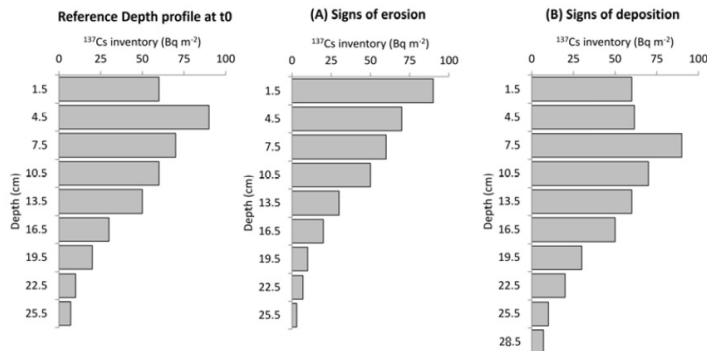 Reference Depth profile at t0
¹³⁷Cs inventory (Bq m⁻²)
0 25 50 75 100
Depth (cm)
1.5
4.5
7.5
10.5
13.5
16.5
19.5
22.5
25.5
(A) Signs of erosion
¹³⁷Cs inventory (Bq m⁻²)
0 25 50 75 100
Depth (cm)
1.5
4.5
7.5
10.5
13.5
16.5
19.5
22.5
25.5
(B) Signs of deposition
¹³⁷Cs inventory (Bq m⁻²)
0 25 50 75 100
Depth (cm)
1.5
4.5
7.5
10.5
13.5
16.5
19.5
22.5
25.5
28.5